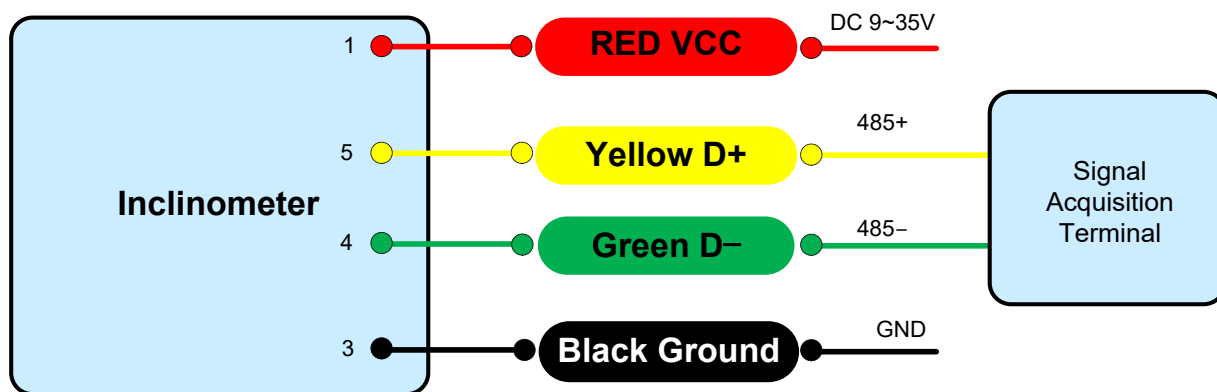 1
RED VCC
DC 9~35V
5
Yellow D+
485+
Inclinometer
4
Green D–
485–
Signal
Acquisition
Terminal
3
Black Ground
GND